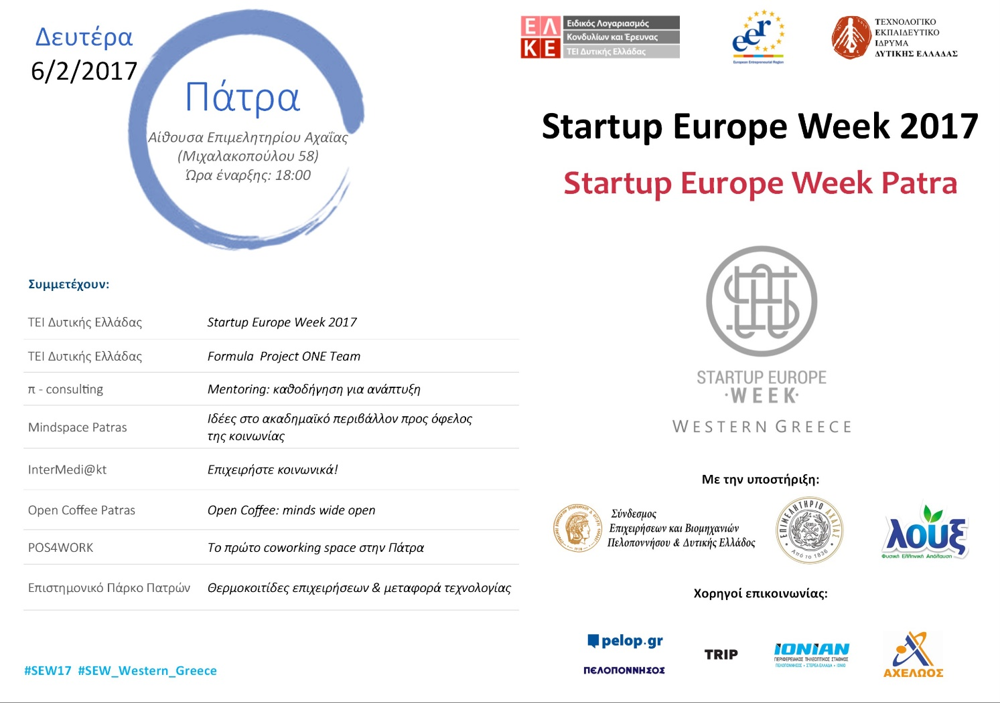 Δευτέρα
6/2/2017
Πάτρα
Αίθουσα Επιμελητηρίου Αχαΐας
(Μιχαλακοπούλου 58)
Ώρα έναρξης: 18:00
Συμμετέχουν:
ΤΕΙ Δυτικής Ελλάδας Startup Europe Week 2017
ΤΕΙ Δυτικής Ελλάδας Formula Project ONE Team
π - consulting Mentoring: καθοδήγηση για ανάπτυξη
Mindspace Patras Ιδέες στο ακαδημαϊκό περιβάλλον προς όφελος
της κοινωνίας
InterMedi@kt Επιχειρήστε κοινωνικά!
Open Coffee Patras Open Coffee: minds wide open
POS4WORK Το πρώτο coworking space στην Πάτρα
Επιστημονικό Πάρκο Πατρών Θερμοκοιτίδες επιχειρήσεων & μεταφορά τεχνολογίας
#SEW17 #SEW_Western_Greece
ΕΛ
ΚΕ
Ειδικός Λογαριασμός
Κονδυλίων και Έρευνας
ΤΕΙ Δυτικής Ελλάδας
eer
European Entrepreneurial Region
ΤΕΧΝΟΛΟΓΙΚΟ
ΕΚΠΑΙΔΕΥΤΙΚΟ
ΙΔΡΥΜΑ
ΔΥΤΙΚΗΣ ΕΛΛΑΔΑΣ
Startup Europe Week 2017
Startup Europe Week Patra
STARTUP EUROPE
·WEEK·
WESTERN GREECE
Με την υποστήριξη:
Σύνδεσμος
Επιχειρήσεων και Βιομηχανιών
Πελοποννήσου & Δυτικής Ελλάδος
ΕΠΙΜΕΛΗΤΗΡΙΟ ΑΧΑΪΑΣ
Από το 1836
λουξ
Φυσική Ελληνική Απόλαυση
Χορηγοί επικοινωνίας:
pelop.gr
ΠΕΛΟΠΟΝΝΗΣΟΣ
TRIP
IONIAN
ΠΕΡΙΦΕΡΕΙΑΚΟΣ ΤΗΛΕΟΠΤΙΚΟΣ ΣΤΑΘΜΟΣ
ΠΕΛΟΠΟΝΝΗΣΟΣ • ΣΤΕΡΕΑ ΕΛΛΑΔΑ • ΙΟΝΙΟ
ΑΧΕΛΩΟΣ